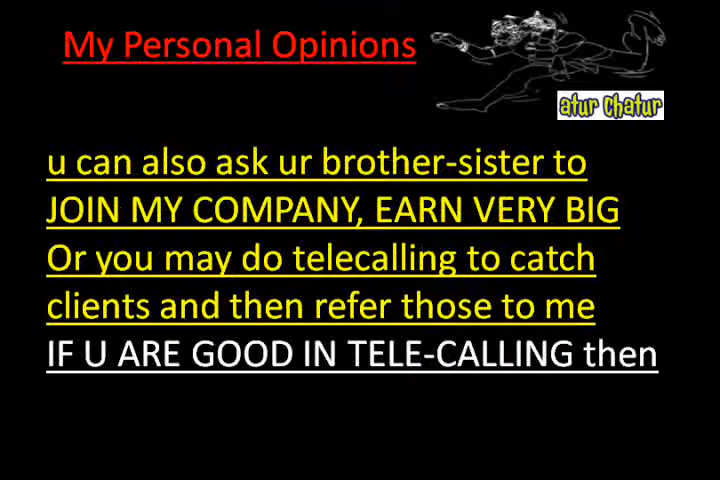 My Personal Opinions
atur chatur
u can also ask ur brother-sister to
JOIN MY COMPANY, EARN VERY BIG
Or you may do telecalling to catch
clients and then refer those to me
IF U ARE GOOD IN TELE-CALLING then